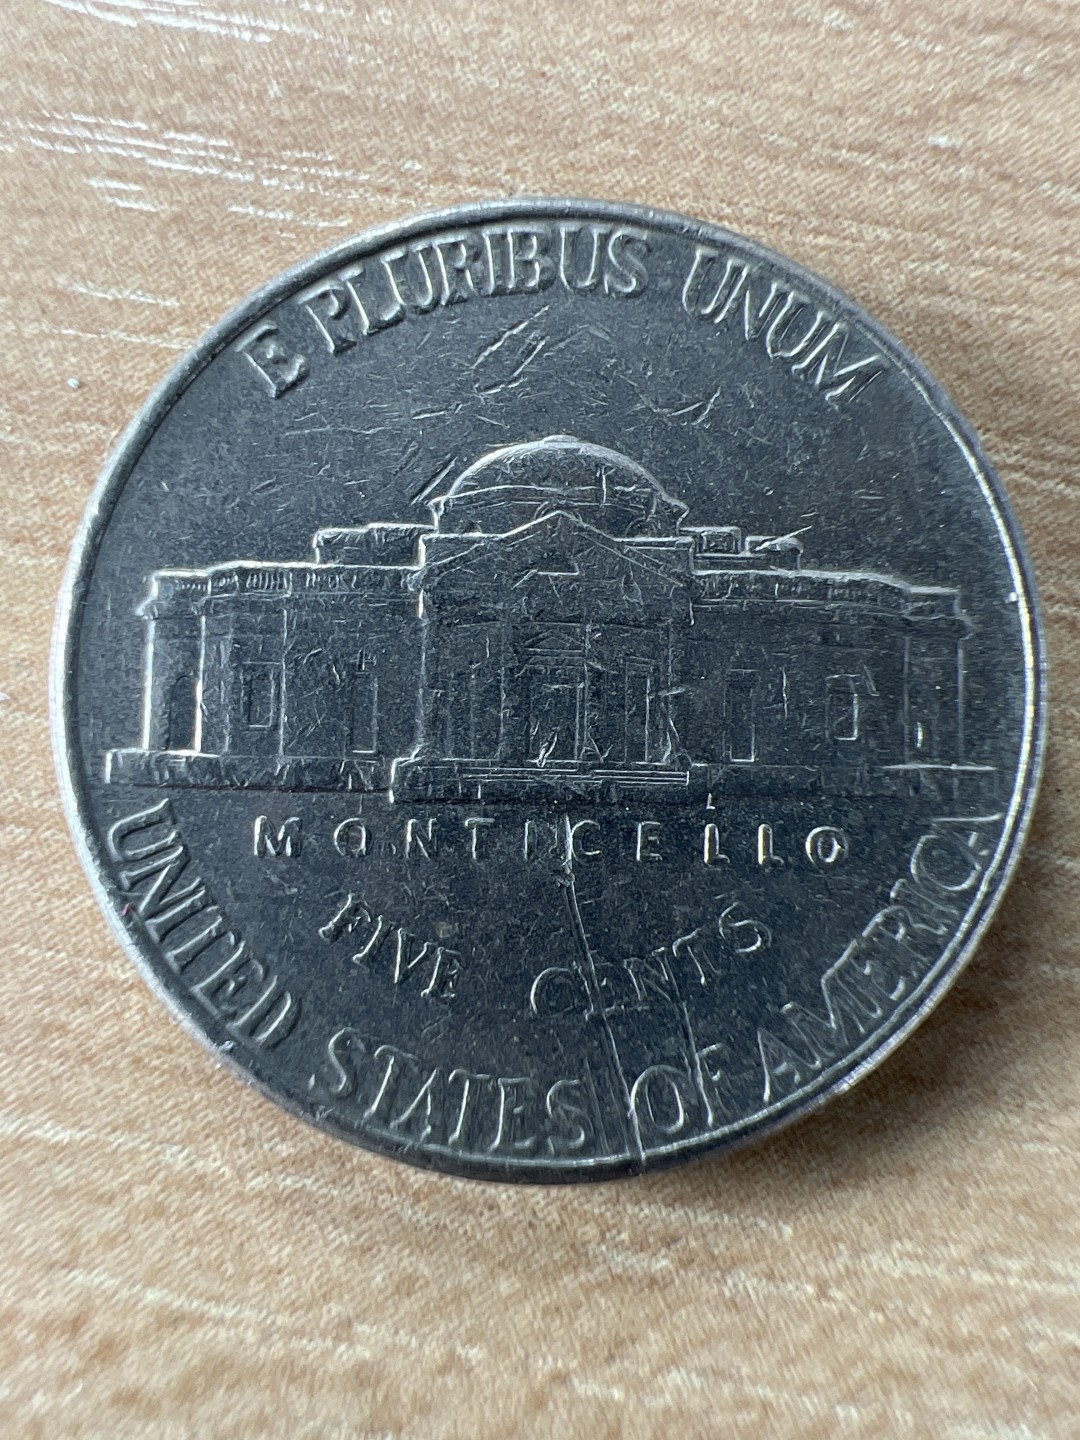 E PLURIBUS UNUM
MONTICELLO
FIVE CENTS
UNITED STATES OF AMERICA